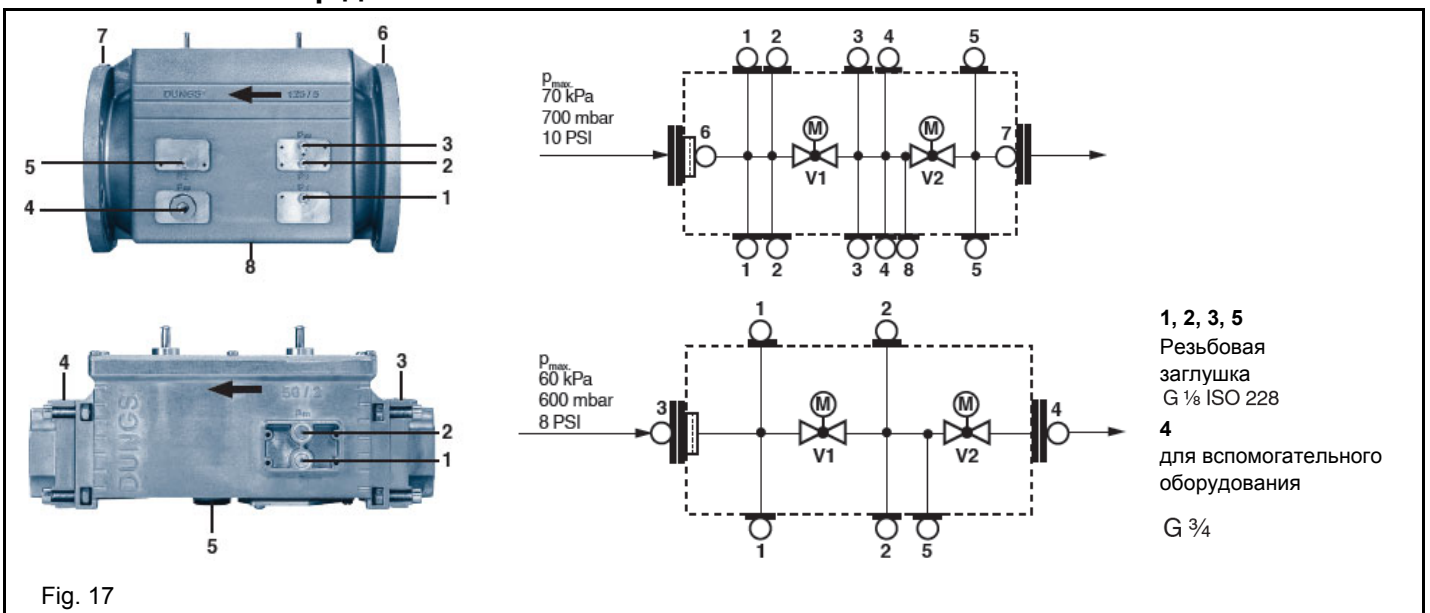 7
6
DUNGS
125 / 5
3
2
5
1
4
8
1 2 3 4 5
Pmax.
70 kPa
700 mbar
10 PSI
6
M
M
7
V1
V2
1 2 3 4 8 5
4
3
50 / 2
DUNGS
2
1
5
1 2
Pmax.
60 kPa
600 mbar
8 PSI
3
M
M
4
V1
V2
1 2 5
1, 2, 3, 5
Резьбовая
заглушка
G ⅛ ISO 228
4
для вспомогательного
оборудования
G ¾
Fig. 17